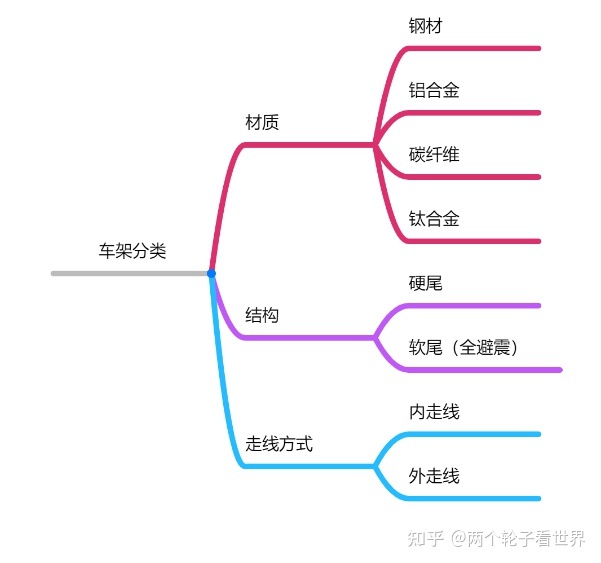 钢材
铝合金
材质
碳纤维
钛合金
车架分类
硬尾
结构
软尾（全避震）
内走线
走线方式
外走线
知乎 @两个轮子看世界